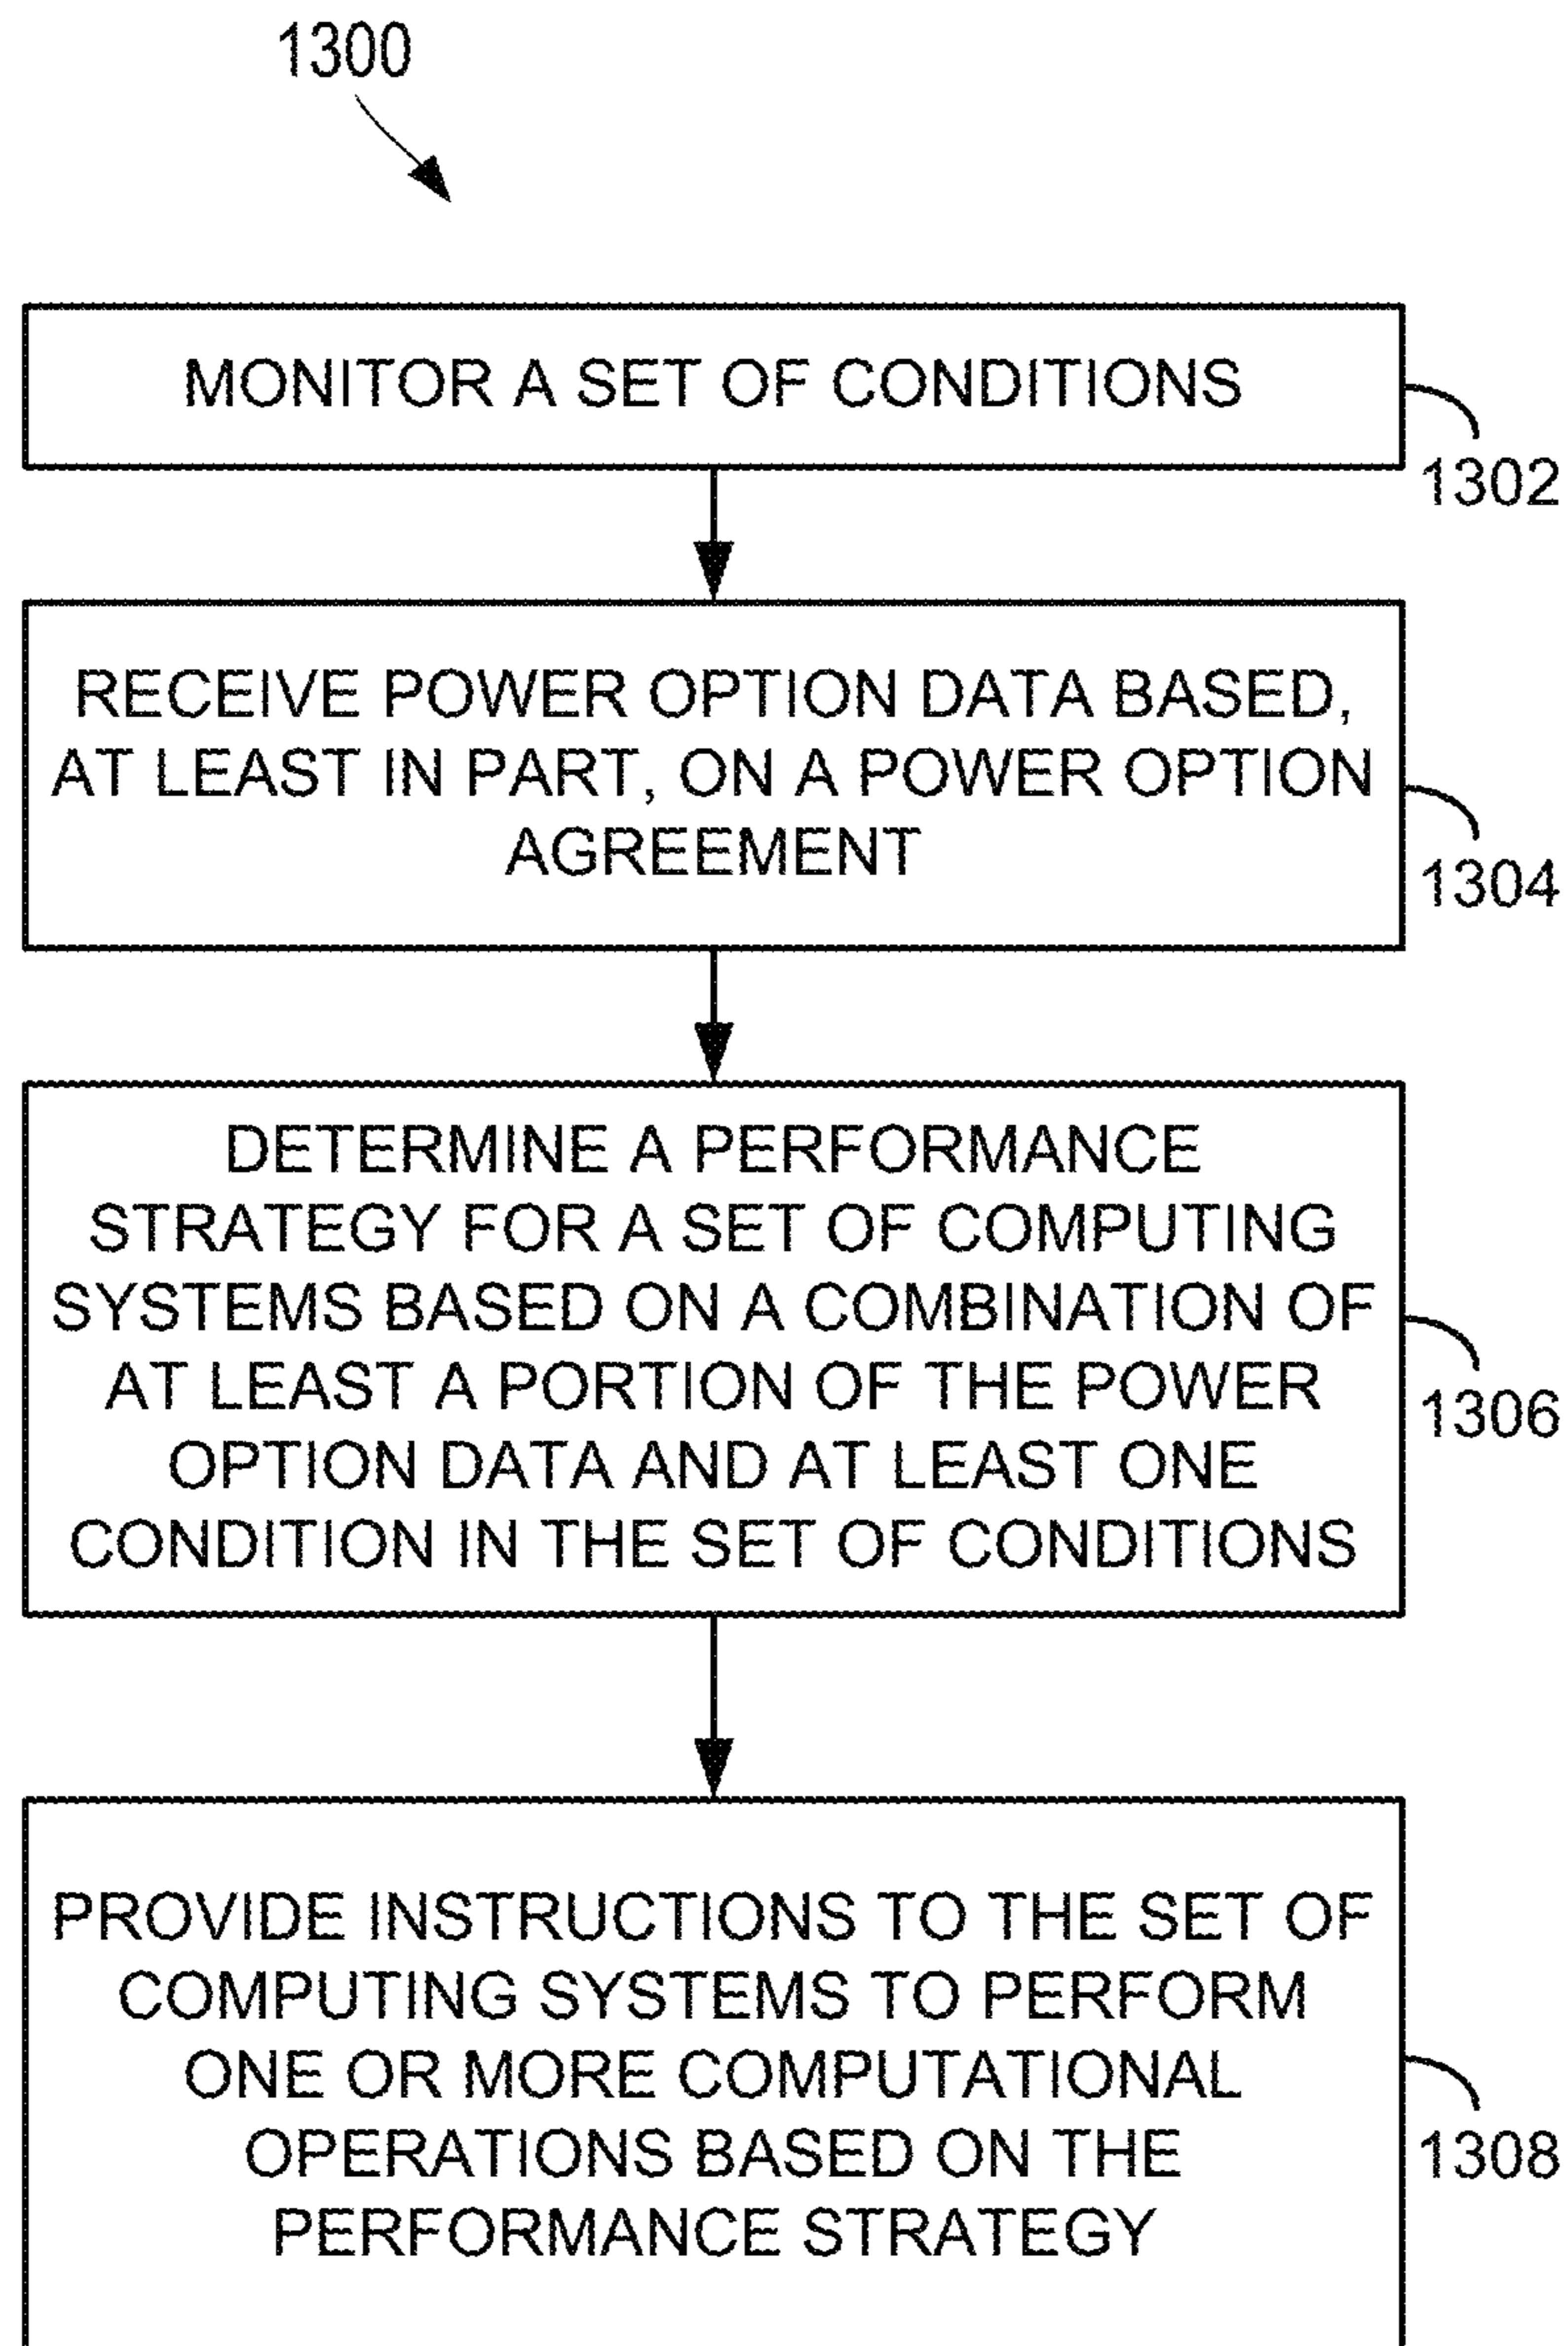 1300
MONITOR A SET OF CONDITIONS
1302
RECEIVE POWER OPTION DATA BASED,
AT LEAST IN PART, ON A POWER OPTION
AGREEMENT
1304
DETERMINE A PERFORMANCE
STRATEGY FOR A SET OF COMPUTING
SYSTEMS BASED ON A COMBINATION OF
AT LEAST A PORTION OF THE POWER
OPTION DATA AND AT LEAST ONE
CONDITION IN THE SET OF CONDITIONS
1306
PROVIDE INSTRUCTIONS TO THE SET OF
COMPUTING SYSTEMS TO PERFORM
ONE OR MORE COMPUTATIONAL
OPERATIONS BASED ON THE
PERFORMANCE STRATEGY
1308